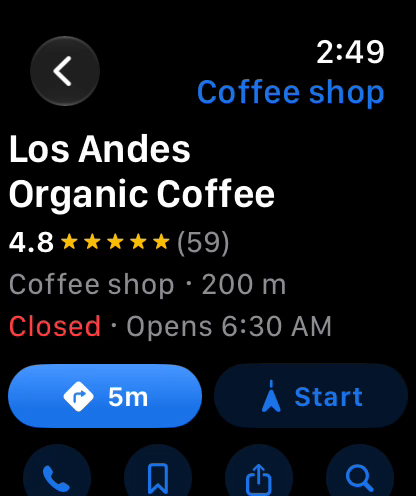 2:49
Coffee shop
Los Andes
Organic Coffee
4.8 (59)
Coffee shop · 200 m
Closed · Opens 6:30 AM
5m
Start